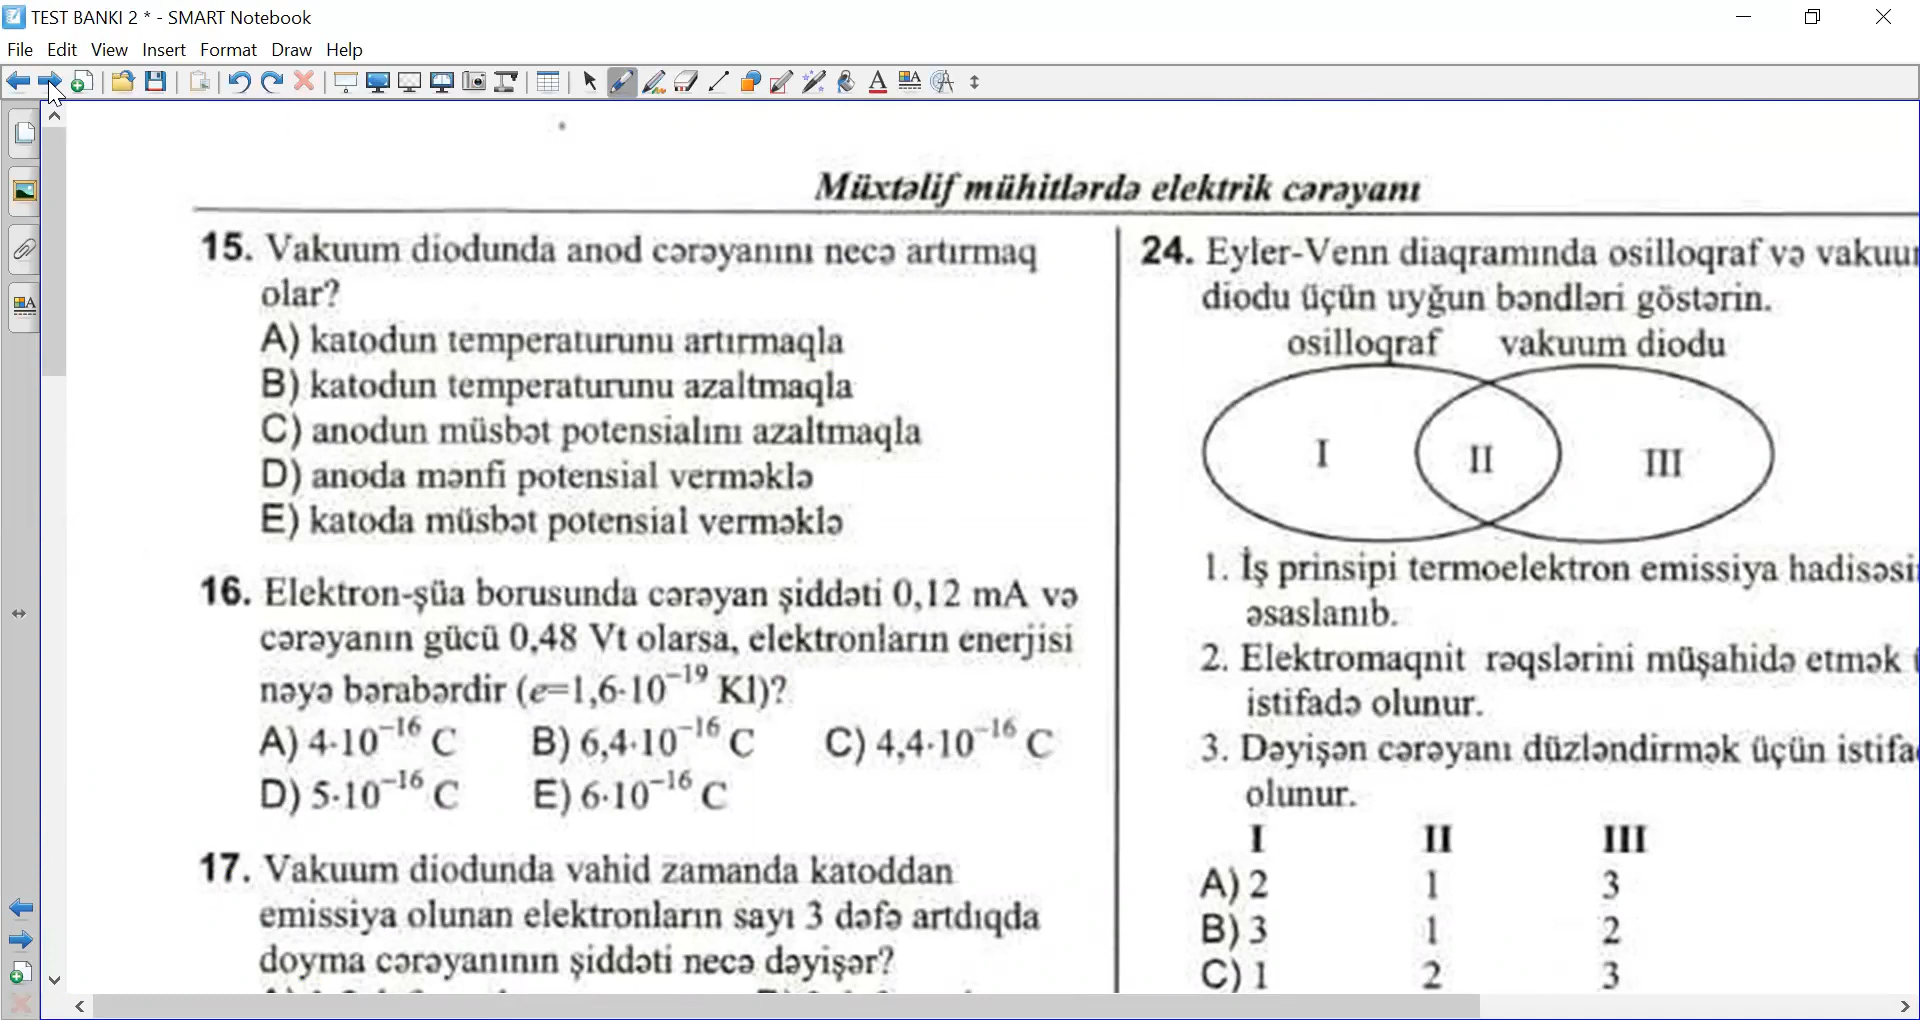 TEST BANKI 2 * - SMART Notebook
File Edit View Insert Format Draw Help
Müxtəlif mühitlərdə elektrik cərəyanı
15. Vakuum diodunda anod cərəyanını necə artırmaq
olar?
A) katodun temperaturunu artırmaqla
B) katodun temperaturunu azaltmaqla
C) anodun müsbət potensialını azaltmaqla
D) anoda mənfi potensial verməklə
E) katoda müsbət potensial verməklə
16. Elektron-şüa borusunda cərəyan şiddəti 0,12 mA və
cərəyanın gücü 0,48 Vt olarsa, elektronların enerjisi
nəyə bərabərdir (e=1,6·10⁻¹⁹ Kl)?
A) 4·10⁻¹⁶ C B) 6,4·10⁻¹⁶ C C) 4,4·10⁻¹⁶ C
D) 5·10⁻¹⁶ C E) 6·10⁻¹⁶ C
17. Vakuum diodunda vahid zamanda katoddan
emissiya olunan elektronların sayı 3 dəfə artdıqda
doyma cərəyanının şiddəti necə dəyişər?
24. Eyler-Venn diaqramında osilloqraf və
diodu üçün uyğun bəndləri göstərin.
osilloqraf vakuum diodu
I II III
1. İş prinsipi termoelektron emissiya
əsaslanıb.
2. Elektromaqnit rəqslərini müşahidə etmək
istifadə olunur.
3. Dəyişən cərəyanı düzləndirmək üçün
olunur.
I II III
A) 2 1 3
B) 3 1 2
C) 1 2 3